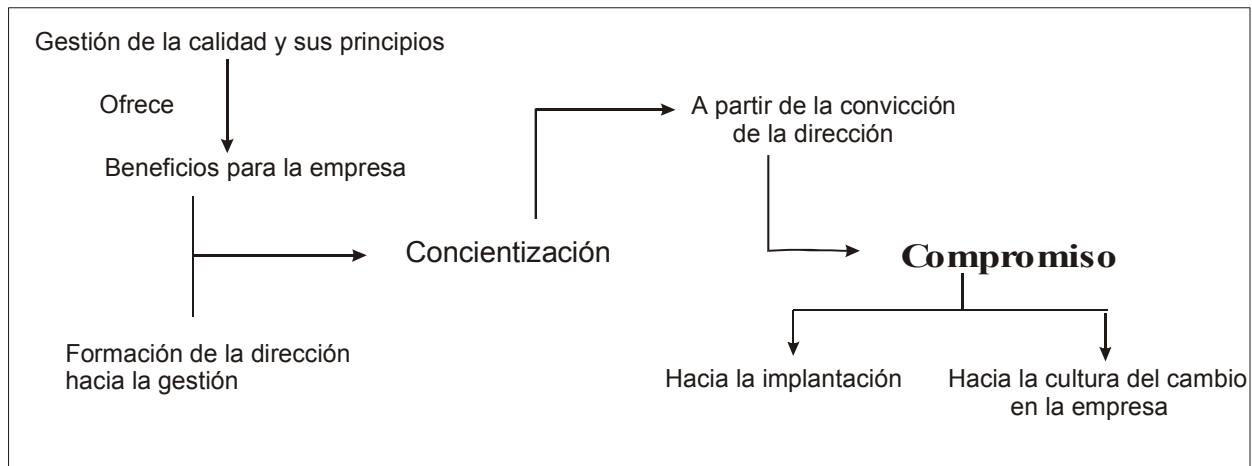 Gestión de la calidad y sus principios
Ofrece
Beneficios para la empresa
Formación de la dirección
hacia la gestión
Concientización
A partir de la convicción
de la dirección
Compromiso
Hacia la implantación
Hacia la cultura del cambio
en la empresa